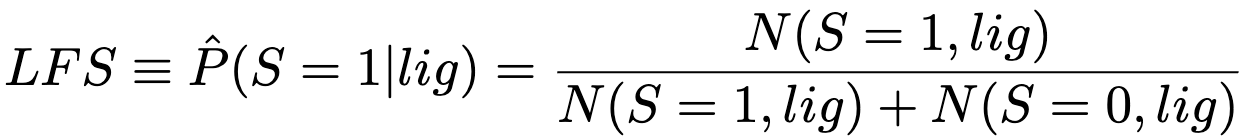 LFS ≡ P̂(S = 1|lig) = N(S = 1, lig) / N(S = 1, lig) + N(S = 0, lig)